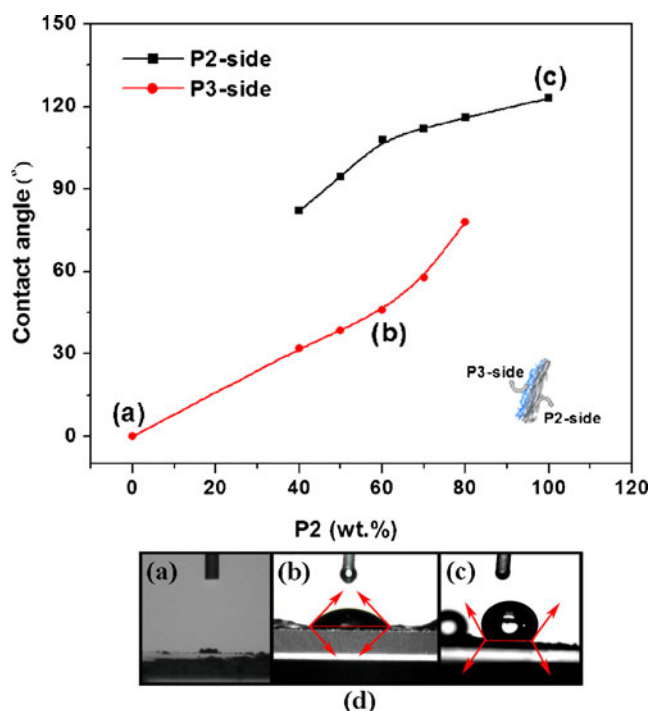 150
120
90
60
30
0
Contact angle (°)
P2-side
P3-side
(c)
(b)
(a)
P3-side
P2-side
0 20 40 60 80 100 120
P2 (wt.%)
(a) (b) (c)
(d)